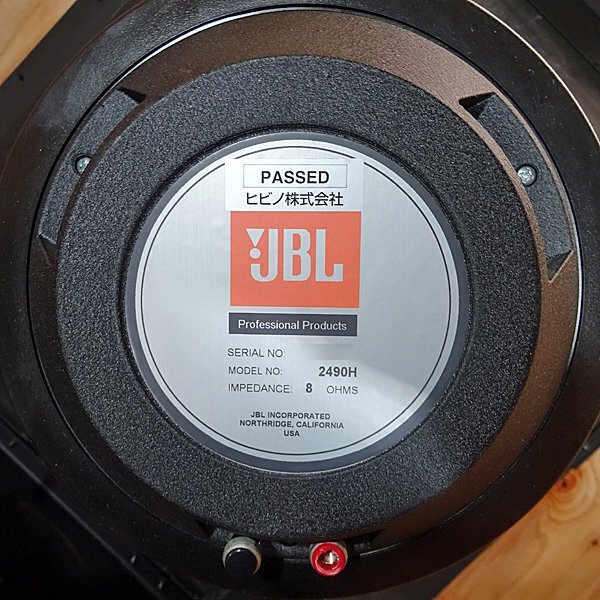 PASSED
ヒビノ株式会社
JBL
Professional Products
SERIAL NO:
MODEL NO: 2490H
IMPEDANCE: 8 OHMS
JBL INCORPORATED
NORTHRIDGE, CALIFORNIA
USA